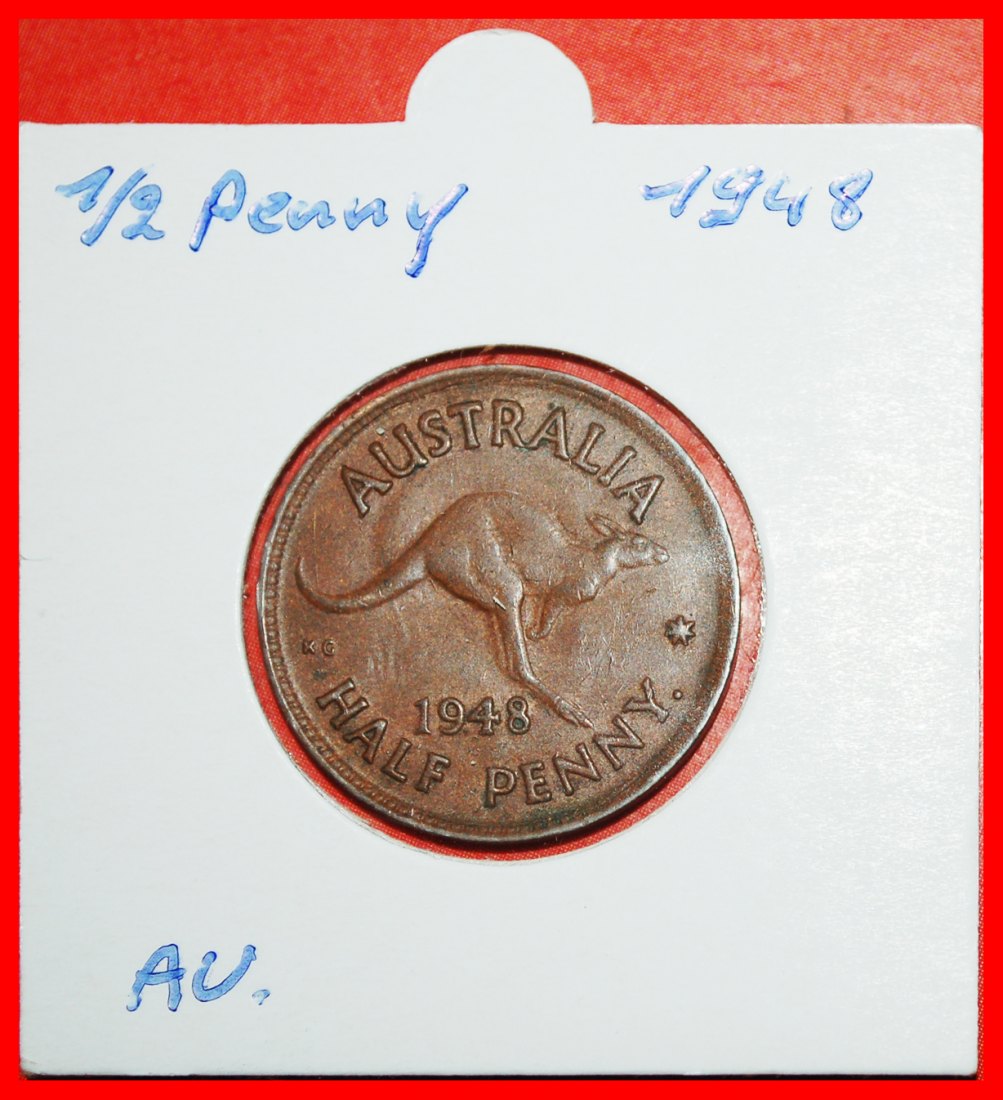 1/2 Penny 1948
AUSTRALIA
KG
1948
HALF PENNY.
AU.